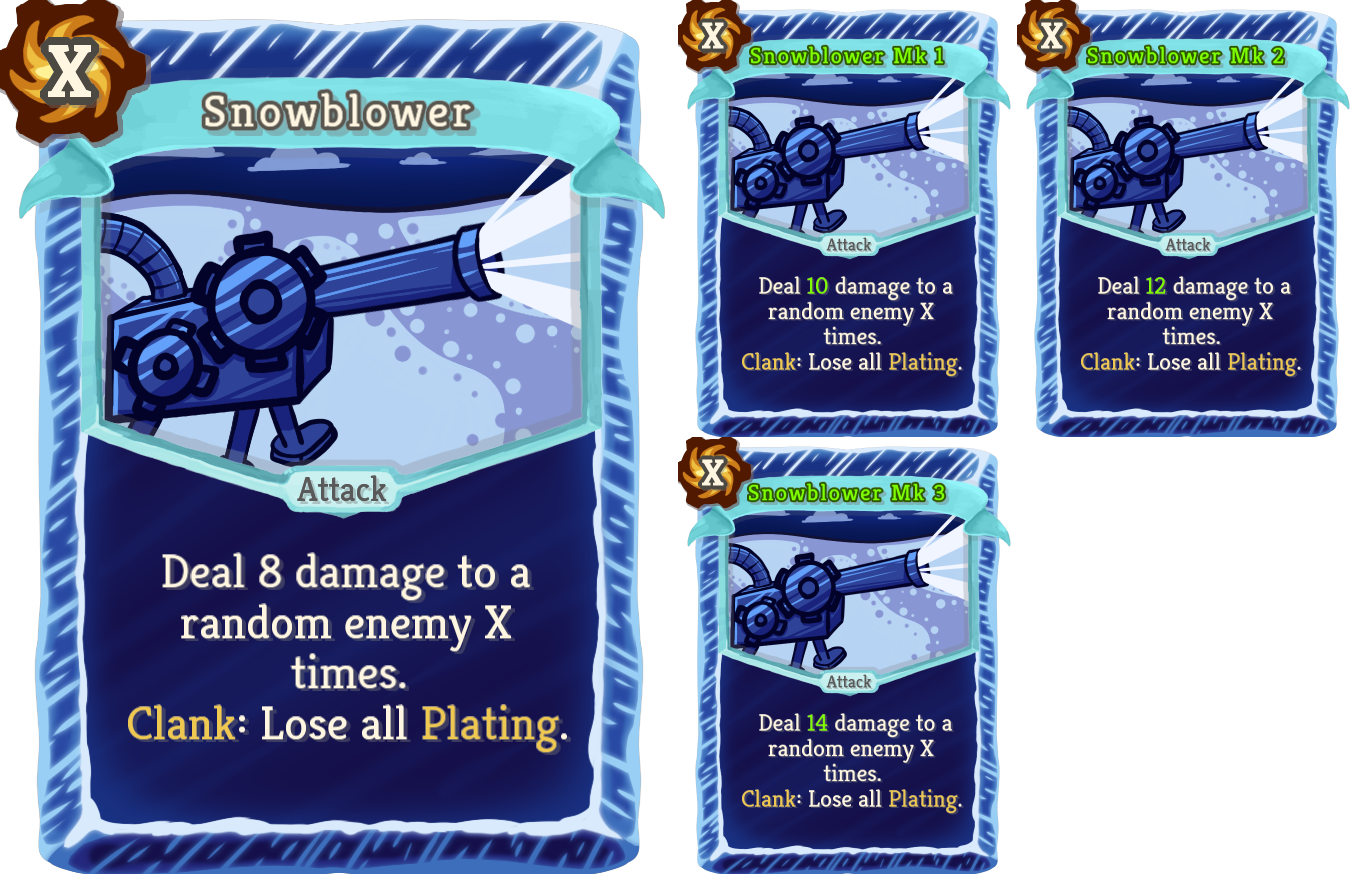 X
Snowblower
Attack
Deal 8 damage to a
random enemy X
times.
Clank: Lose all Plating.
X
Snowblower Mk 1
Attack
Deal 10 damage to a
random enemy X
times.
Clank: Lose all Plating.
X
Snowblower Mk 2
Attack
Deal 12 damage to a
random enemy X
times.
Clank: Lose all Plating.
X
Snowblower Mk 3
Attack
Deal 14 damage to a
random enemy X
times.
Clank: Lose all Plating.